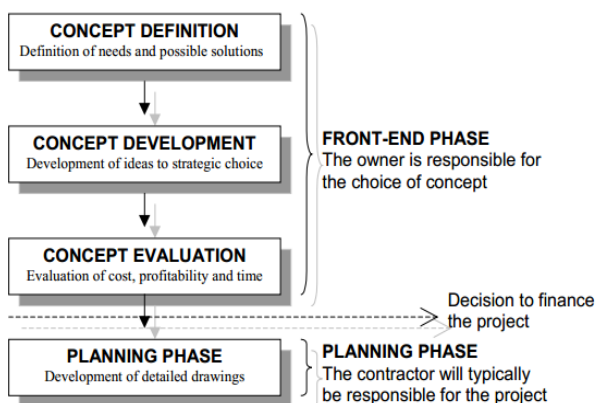 CONCEPT DEFINITION
Definition of needs and possible solutions
CONCEPT DEVELOPMENT
Development of ideas to strategic choice
FRONT-END PHASE
The owner is responsible for
the choice of concept
CONCEPT EVALUATION
Evaluation of cost, profitability and time
Decision to finance
the project
PLANNING PHASE
Development of detailed drawings
PLANNING PHASE
The contractor will typically
be responsible for the project